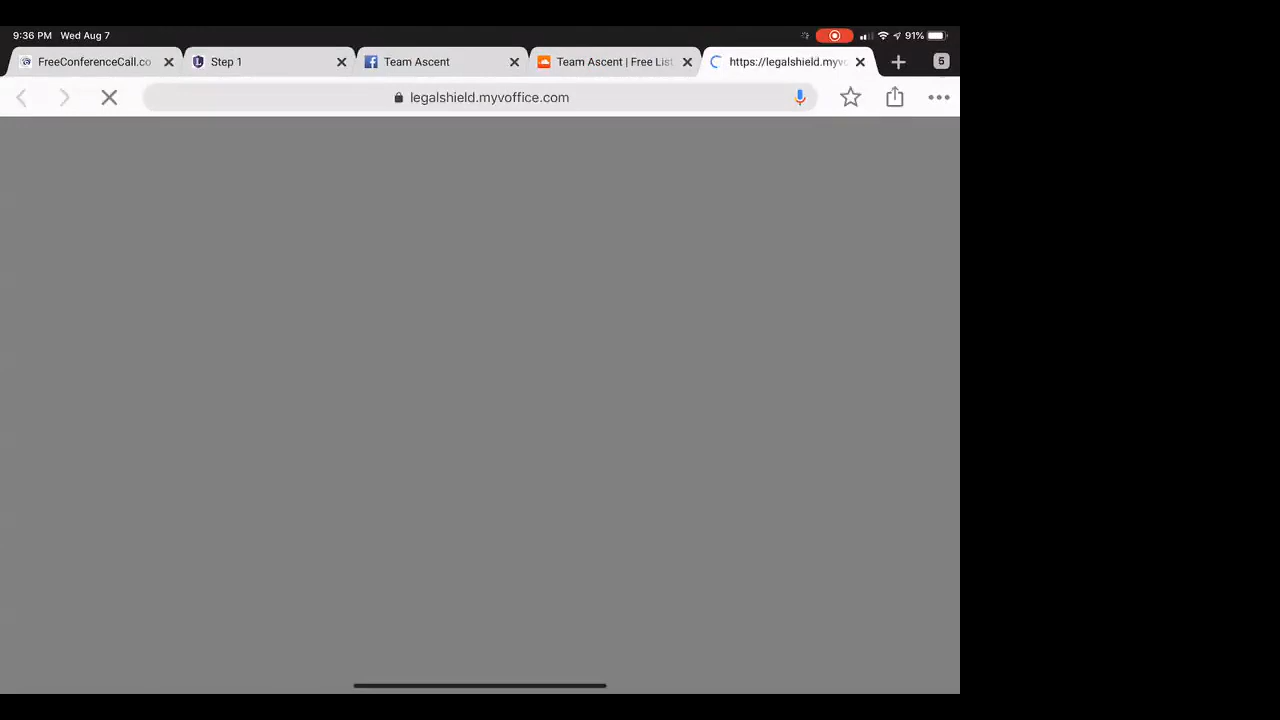 9:36 PM Wed Aug 7 91%
FreeConferenceCall.co Step 1 Team Ascent Team Ascent | Free List https://legalshield.myvo 5
legalshield.myvoffice.com